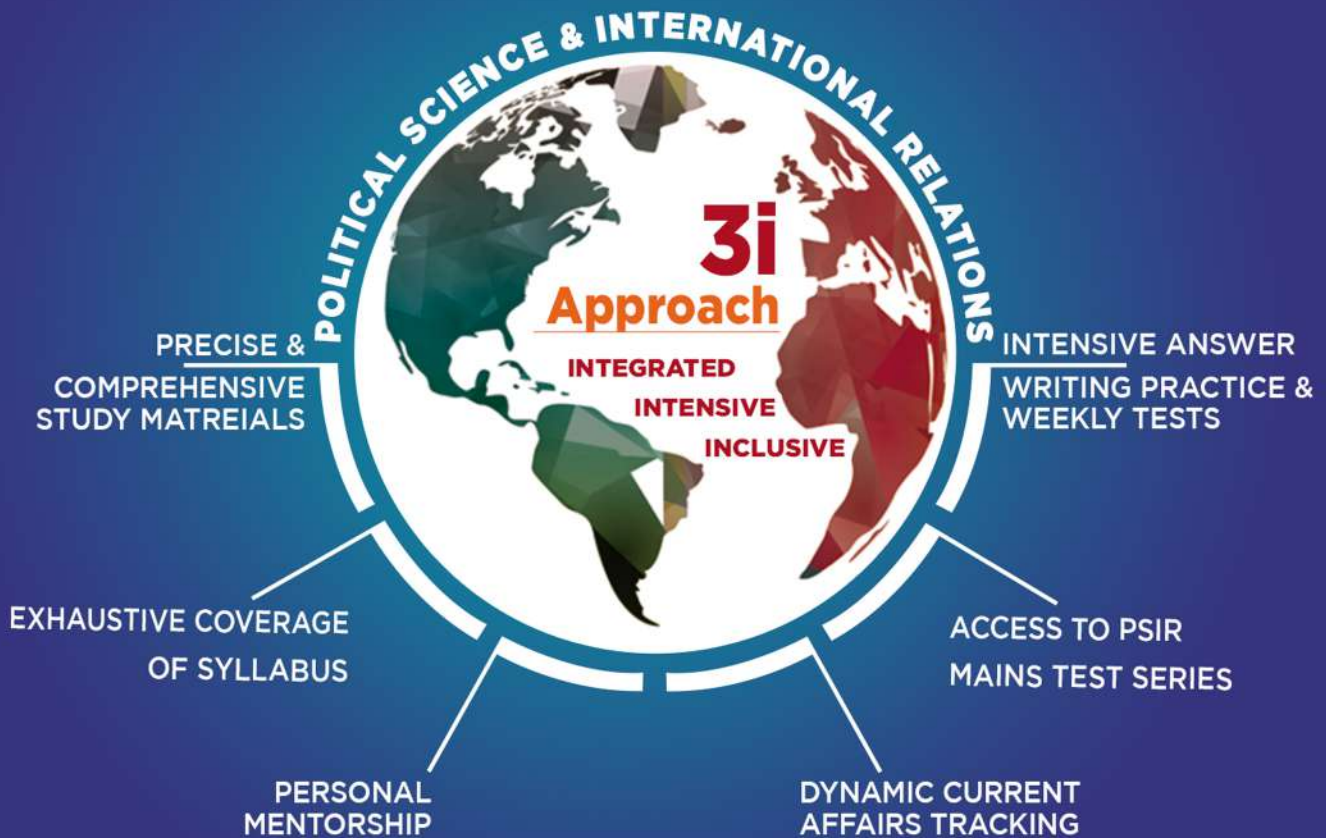 POLITICAL SCIENCE & INTERNATIONAL RELATIONS
3i
Approach
INTEGRATED
INTENSIVE
INCLUSIVE
PRECISE &
COMPREHENSIVE
STUDY MATREIALS
INTENSIVE ANSWER
WRITING PRACTICE &
WEEKLY TESTS
EXHAUSTIVE COVERAGE
OF SYLLABUS
ACCESS TO PSIR
MAINS TEST SERIES
PERSONAL
MENTORSHIP
DYNAMIC CURRENT
AFFAIRS TRACKING